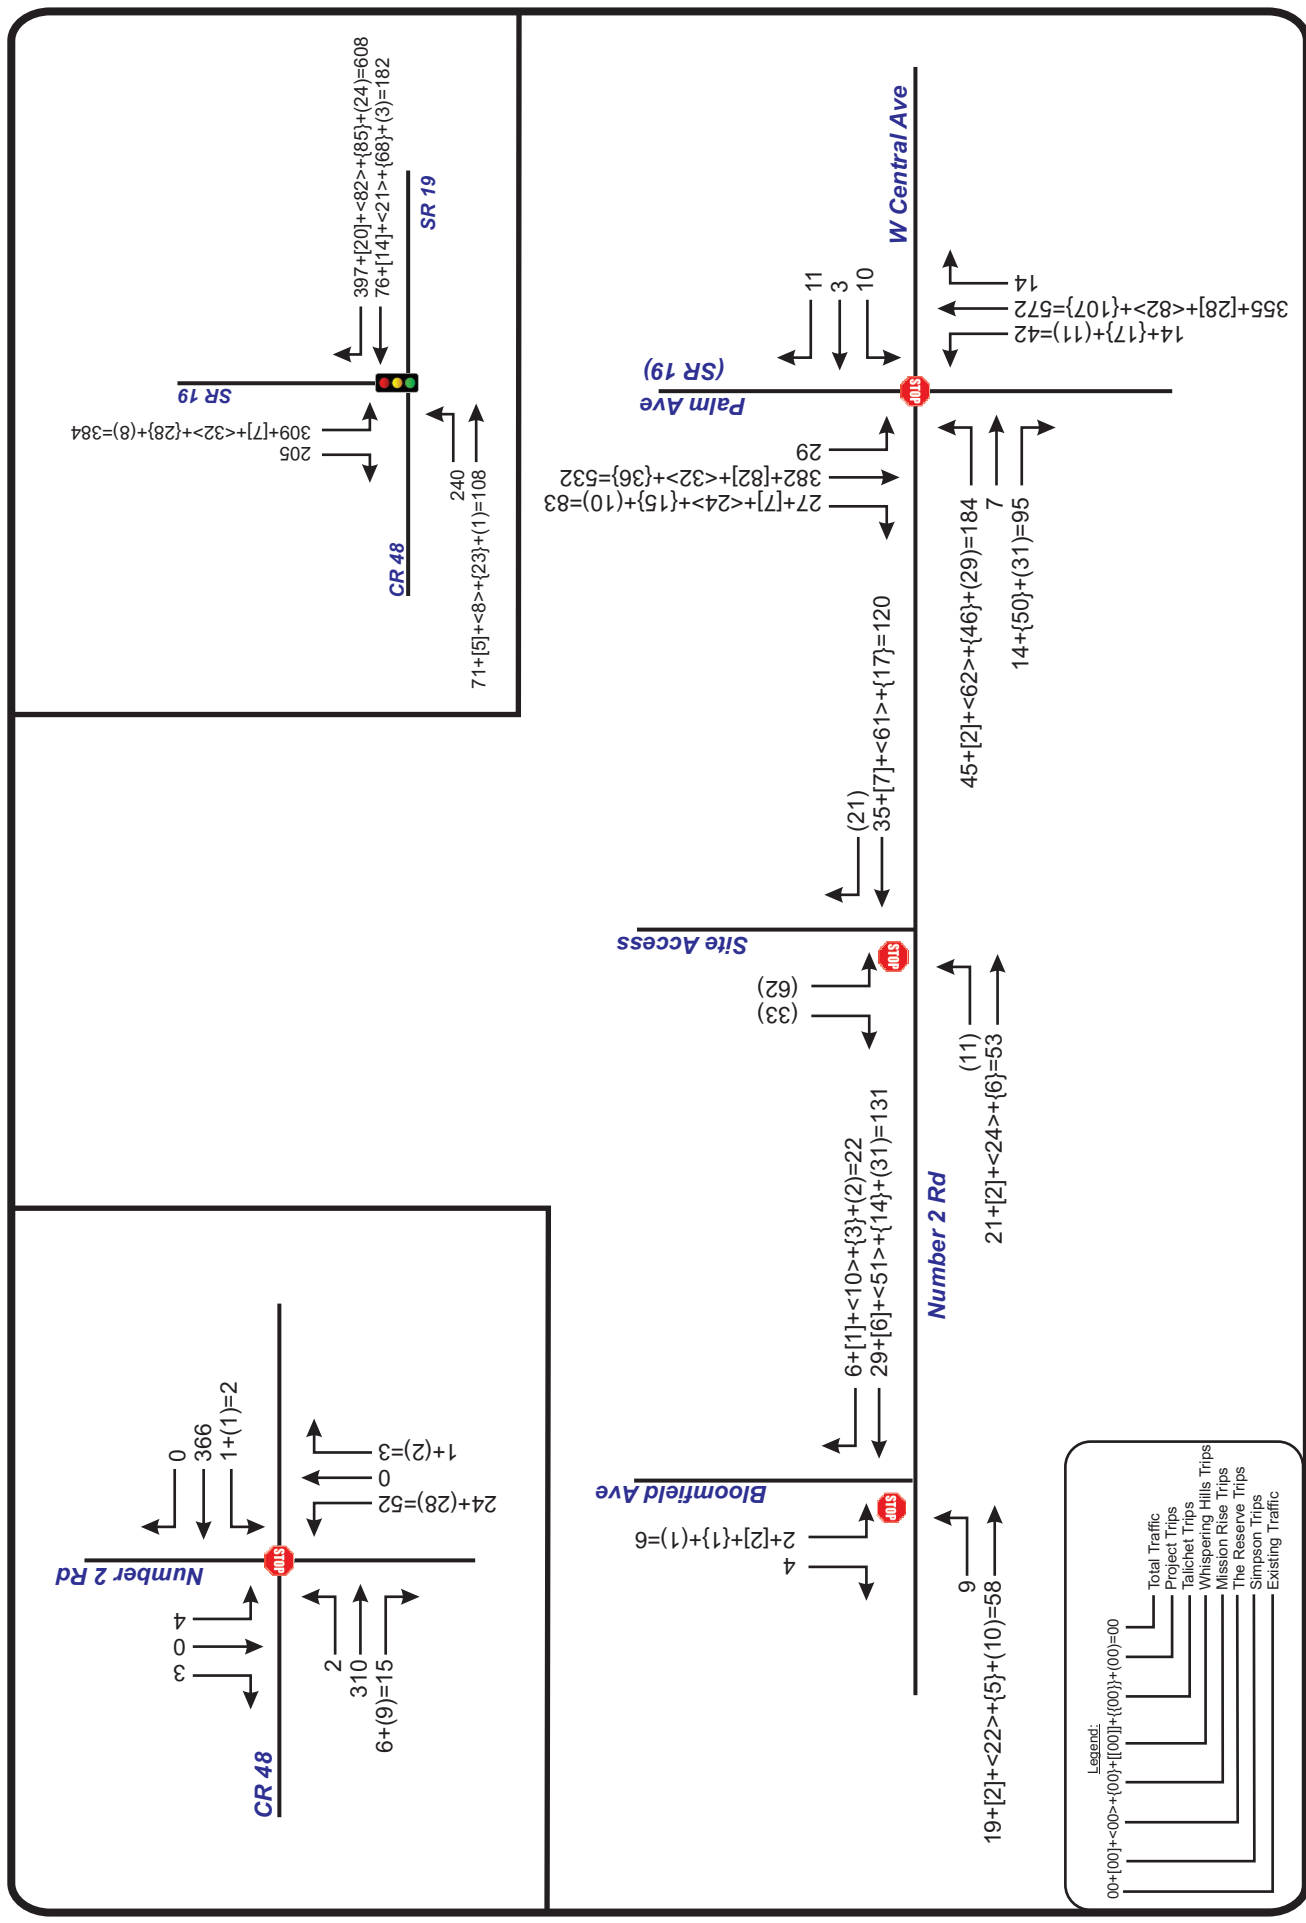 CR 48
Number 2 Rd
3
0
4
0
366
1+(1)=2
2
310
6+(9)=15
24+(28)=52
0
1+(2)=3
STOP
CR 48
SR 19
SR 19
205
309+[7]+<32>+{28}+(8)=384
397+[20]+<82>+{85}+(24)=608
76+[14]+<21>+{68}+(3)=182
240
71+[5]+<8>+{23}+(1)=108
Bloomfield Ave
4
2+[2]+{1}+(1)=6
STOP
6+[1]+<10>+{3}+(2)=22
29+[6]+<51>+{14}+(31)=131
9
19+[2]+<22>+{5}+(10)=58
Number 2 Rd
Site Access
(33)
(62)
STOP
(21)
35+[7]+<61>+{17}=120
(11)
21+[2]+<24>+{6}=53
Palm Ave
(SR 19)
W Central Ave
27+[7]+<24>+{15}+(10)=83
382+[82]+<32>+{36}=532
29
STOP
11
3
10
45+[2]+<62>+{46}+(29)=184
7
14+{50}+(31)=95
14+{17}+(11)=42
355+[28]+<82>+{107}=572
14
Legend:
00+[00]+<00>+{00}+[[00]]+{{00}}+(00)=00
Total Traffic
Project Trips
Talichet Trips
Whispering Hills Trips
Mission Rise Trips
The Reserve Trips
Simpson Trips
Existing Traffic